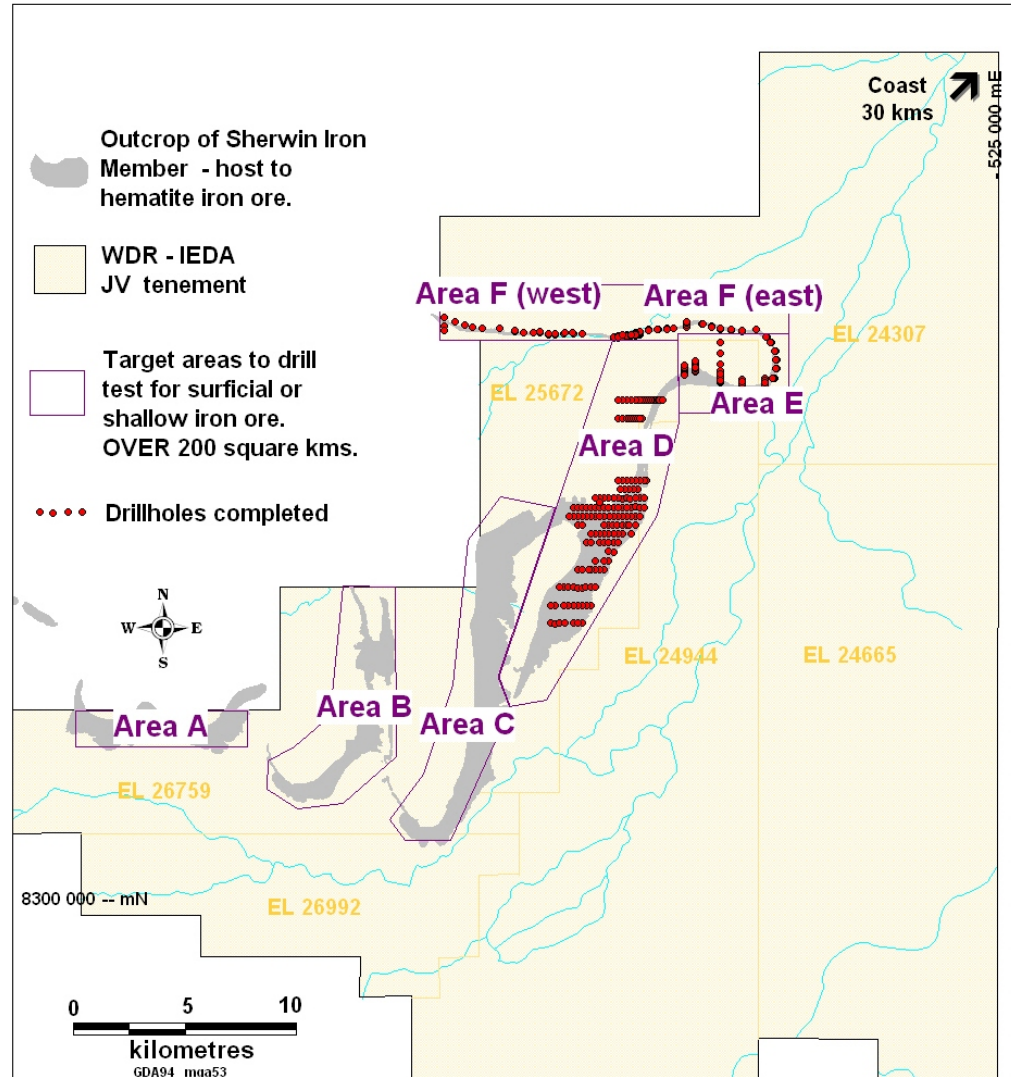 Coast
30 kms
- 525 000 mE
Outcrop of Sherwin Iron
Member - host to
hematite iron ore.
WDR - IEDA
JV tenement
Area F (west)
Area F (east)
EL 24307
Target areas to drill
test for surficial or
shallow iron ore.
OVER 200 square kms.
EL 25672
Area E
Area D
Drillholes completed
N
W
E
S
EL 24944
EL 24665
Area B
Area A
Area C
EL 26759
8300 000 -- mN
EL 26992
0
5
10
kilometres
GDA94 mga53